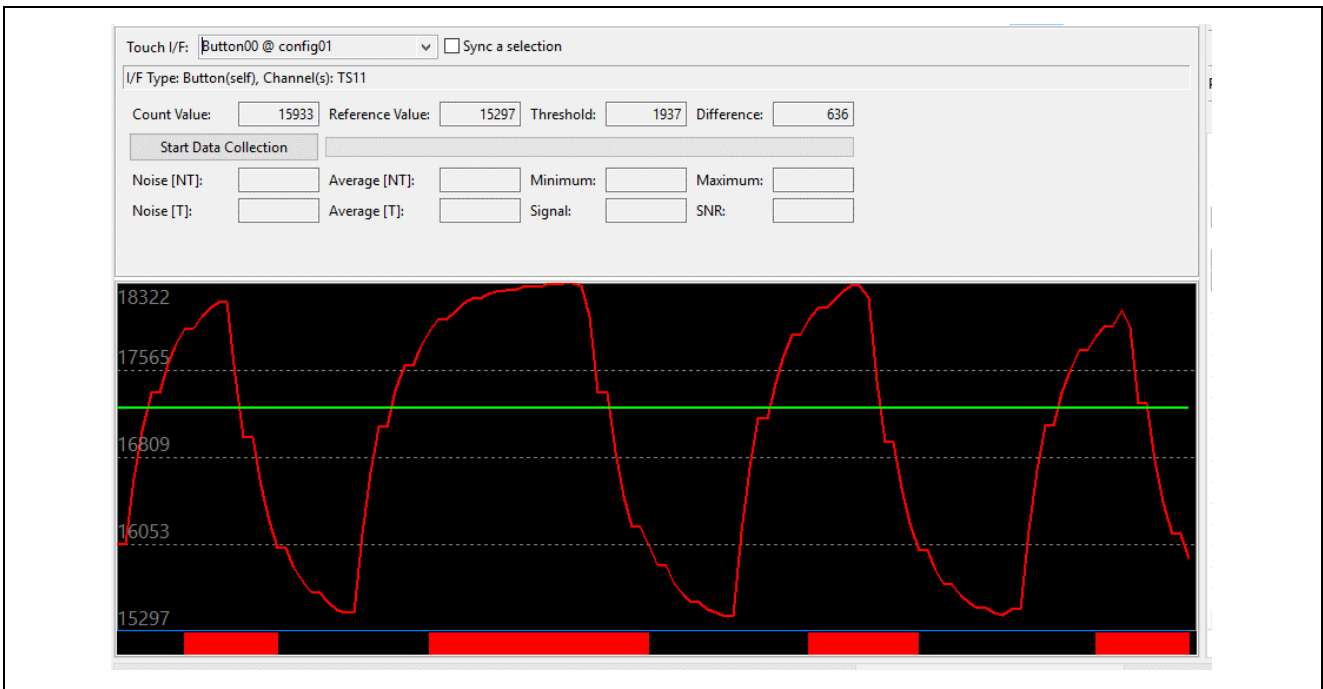 Touch I/F: Button00 @ config01 Sync a selection
I/F Type: Button(self), Channel(s): TS11
Count Value: 15933 Reference Value: 15297 Threshold: 1937 Difference: 636
Start Data Collection
Noise [NT]: Average [NT]: Minimum: Maximum:
Noise [T]: Average [T]: Signal: SNR:
18322
17565
16809
16053
15297